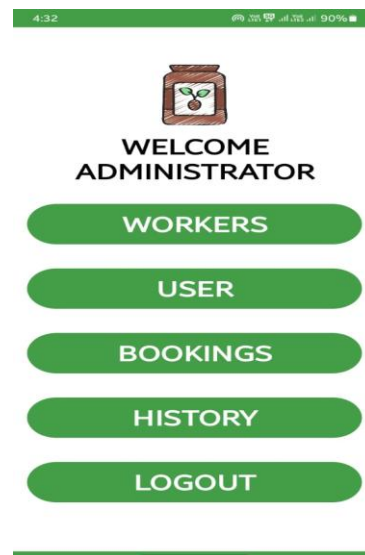 4:32
90%
WELCOME
ADMINISTRATOR
WORKERS
USER
BOOKINGS
HISTORY
LOGOUT